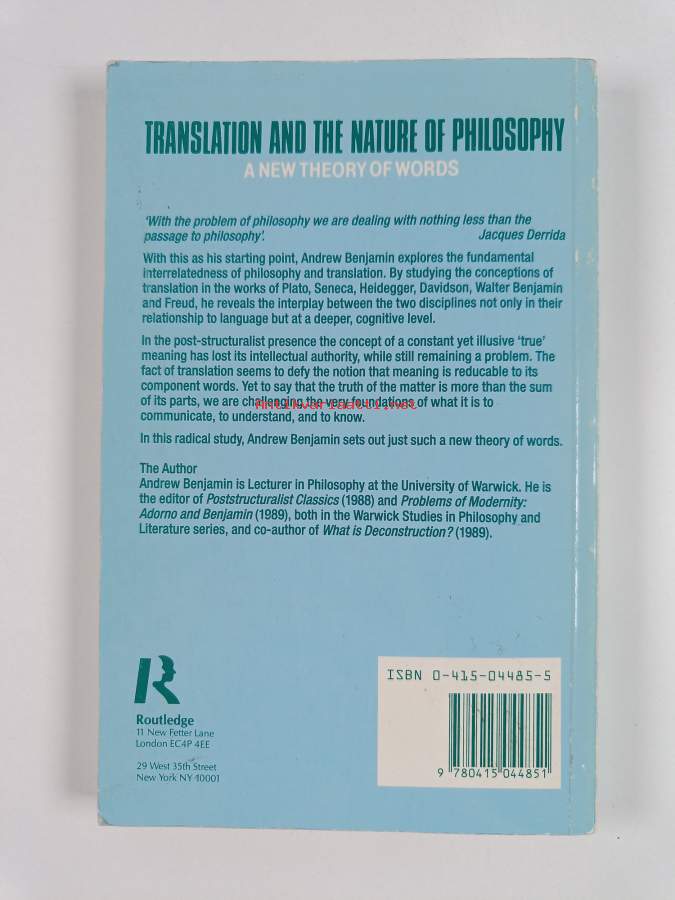 TRANSLATION AND THE NATURE OF PHILOSOPHY
A NEW THEORY OF WORDS
'With the problem of philosophy we are dealing with nothing less than the
passage to philosophy'. Jacques Derrida
With this as his starting point, Andrew Benjamin explores the fundamental
interrelatedness of philosophy and translation. By studying the conceptions of
translation in the works of Plato, Seneca, Heidegger, Davidson, Walter Benjamin
and Freud, he reveals the interplay between the two disciplines not only in their
relationship to language but at a deeper, cognitive level.
In the post-structuralist presence the concept of a constant yet illusive 'true'
meaning has lost its intellectual authority, while still remaining a problem. The
fact of translation seems to defy the notion that meaning is reducable to its
component words. Yet to say that the truth of the matter is more than the sum
of its parts, we are challenging the very foundations of what it is to
Antikvariaatti.net
communicate, to understand, and to know.
In this radical study, Andrew Benjamin sets out just such a new theory of words.
The Author
Andrew Benjamin is Lecturer in Philosophy at the University of Warwick. He is
the editor of Poststructuralist Classics (1988) and Problems of Modernity:
Adorno and Benjamin (1989), both in the Warwick Studies in Philosophy and
Literature series, and co-author of What is Deconstruction? (1989).
R
Routledge
11 New Fetter Lane
London EC4P 4EE
29 West 35th Street
New York NY 10001
ISBN 0-415-04485-5
9 780415 044851